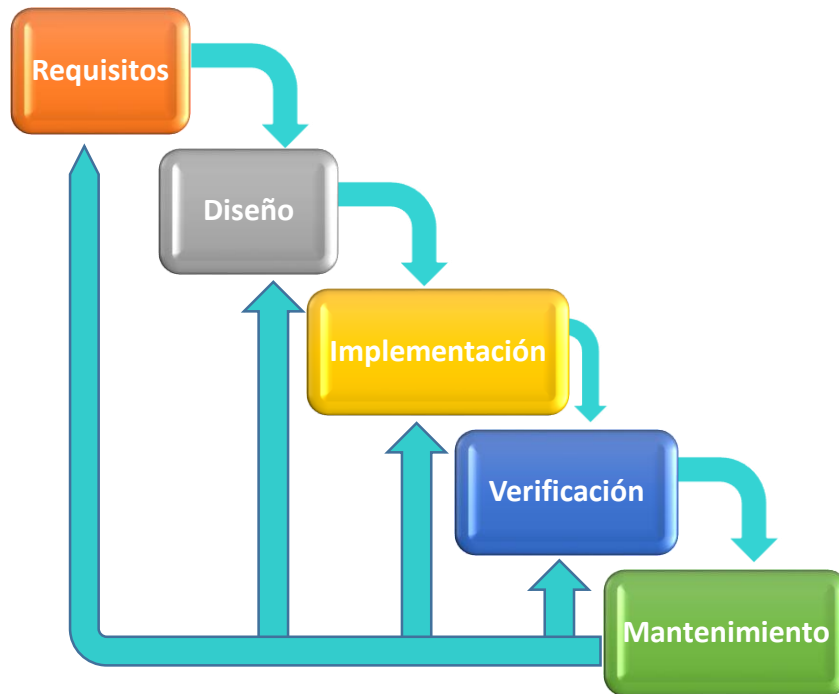 Requisitos
Diseño
Implementación
Verificación
Mantenimiento